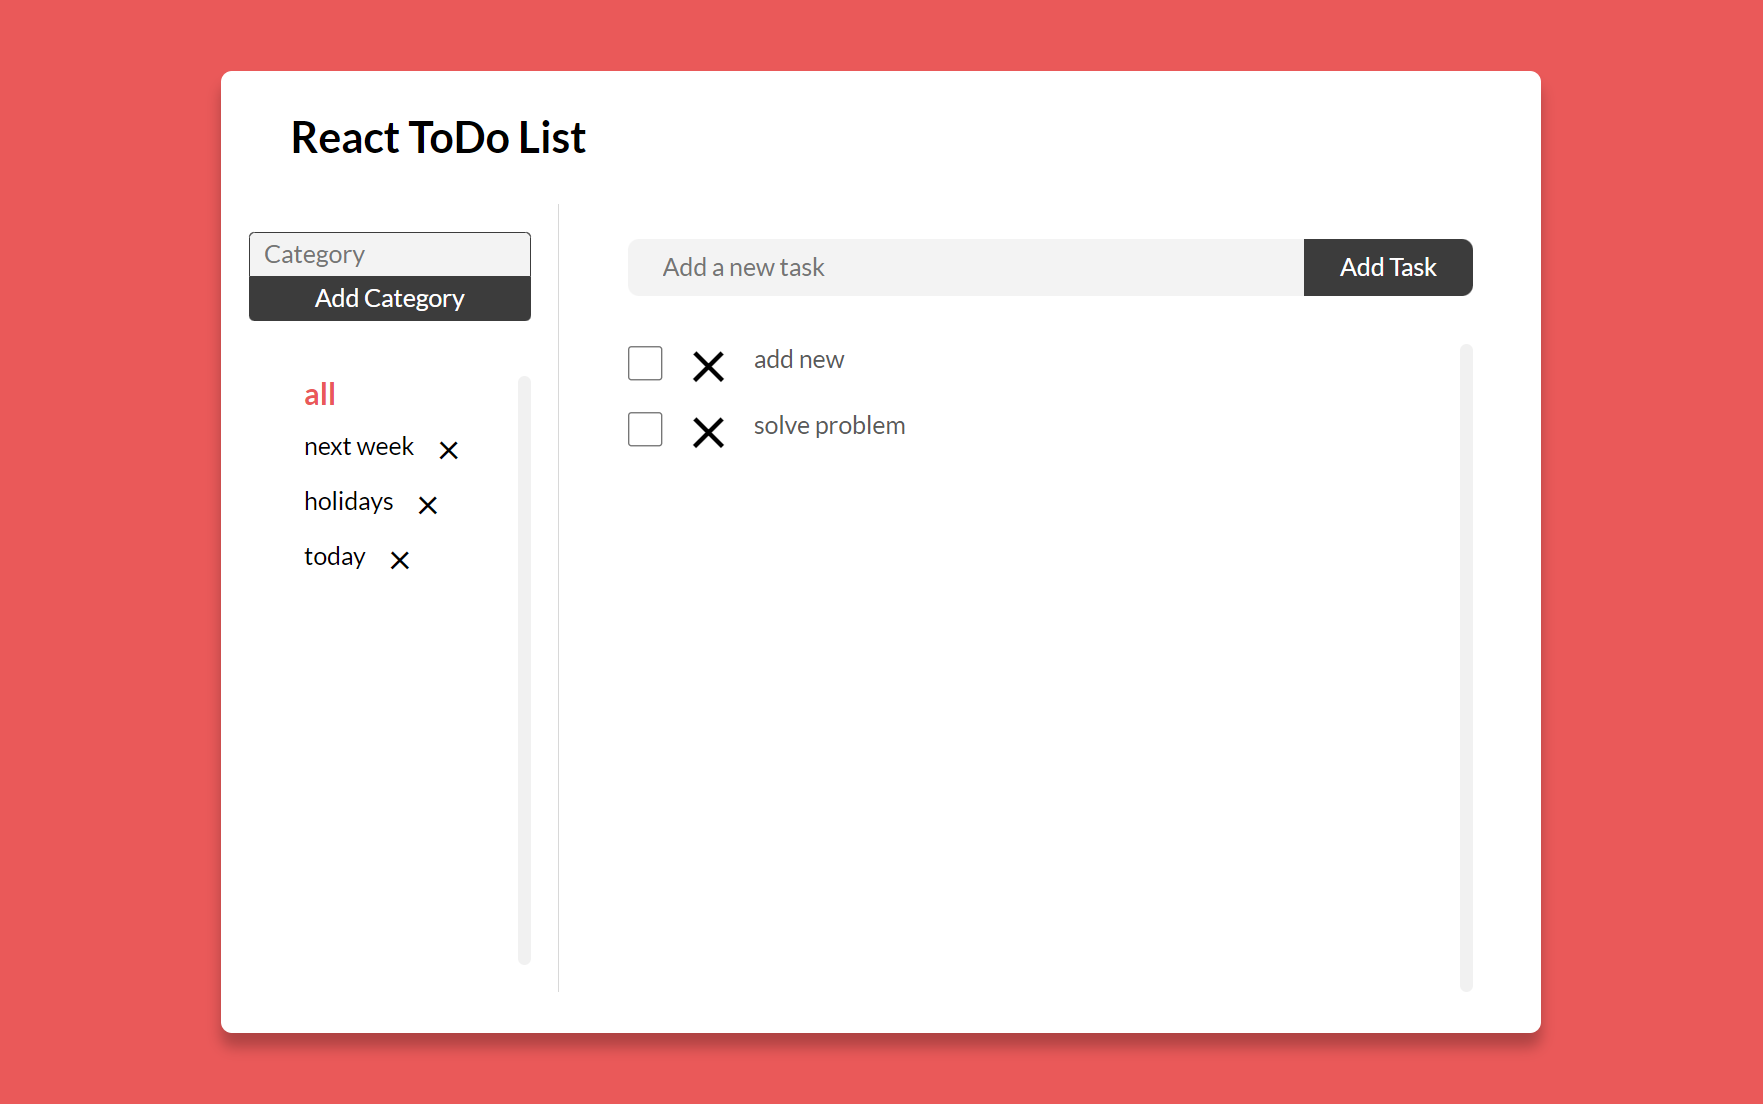 React ToDo List
Category
Add Category
all
next week
holidays
today
Add a new task
Add Task
add new
solve problem